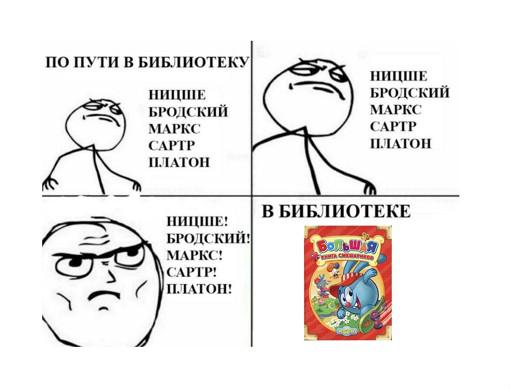 ПО ПУТИ В БИБЛИОТЕКУ
НИЦШЕ
БРОДСКИЙ
МАРКС
САРТР
ПЛАТОН
НИЦШЕ
БРОДСКИЙ
МАРКС
САРТР
ПЛАТОН
НИЦШЕ!
БРОДСКИЙ!
МАРКС!
САРТР!
ПЛАТОН!
В БИБЛИОТЕКЕ
БОЛЬШАЯ
КНИГА СМЕШАРИКОВ